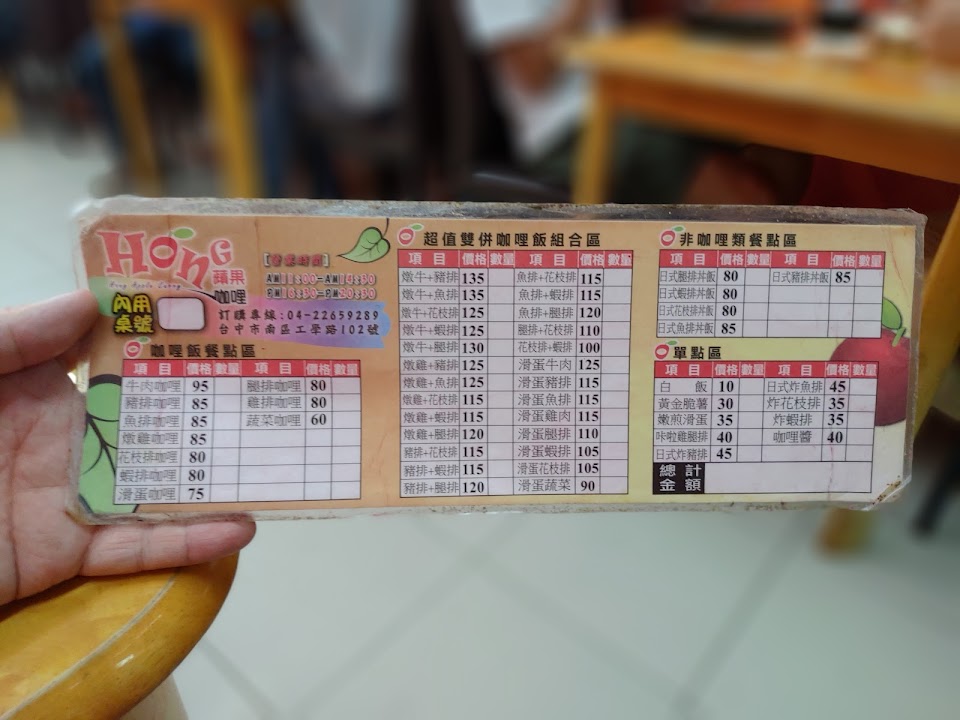 HonG
Hong Apple Curry
蘋果
咖哩
內用
桌號
【營業時間】
AM11:00－AM14:30
PM16:30－PM20:30
訂購專線:04-22659289
台中市南區工學路102號
咖哩飯餐點區
項 目 價格 數量 項 目 價格 數量
牛肉咖哩 95 腿排咖哩 80
豬排咖哩 85 雞排咖哩 80
魚排咖哩 85 蔬菜咖哩 60
燉雞咖哩 85
花枝排咖哩 80
蝦排咖哩 80
滑蛋咖哩 75
超值雙併咖哩飯組合區
項 目 價格 數量 項 目 價格 數量
燉牛+豬排 135 魚排+花枝排 115
燉牛+魚排 135 魚排+蝦排 115
燉牛+花枝排 125 魚排+腿排 120
燉牛+蝦排 125 腿排+花枝排 110
燉牛+腿排 130 花枝排+蝦排 100
燉雞+豬排 125 滑蛋牛肉 125
燉雞+魚排 125 滑蛋豬排 115
燉雞+花枝排 115 滑蛋魚排 115
燉雞+蝦排 115 滑蛋雞肉 115
燉雞+腿排 120 滑蛋腿排 110
豬排+花枝排 115 滑蛋蝦排 105
豬排+蝦排 115 滑蛋花枝排 105
豬排+腿排 120 滑蛋蔬菜 90
非咖哩類餐點區
項 目 價格 數量 項 目 價格 數量
日式腿排丼飯 80 日式豬排丼飯 85
日式蝦排丼飯 80
日式花枝排丼飯 80
日式魚排丼飯 85
單點區
項 目 價格 數量 項 目 價格 數量
白 飯 10 日式炸魚排 45
黃金脆薯 30 炸花枝排 35
嫩煎滑蛋 35 炸蝦排 35
咔啦雞腿排 40 咖哩醬 40
日式炸豬排 45
總 計
金 額